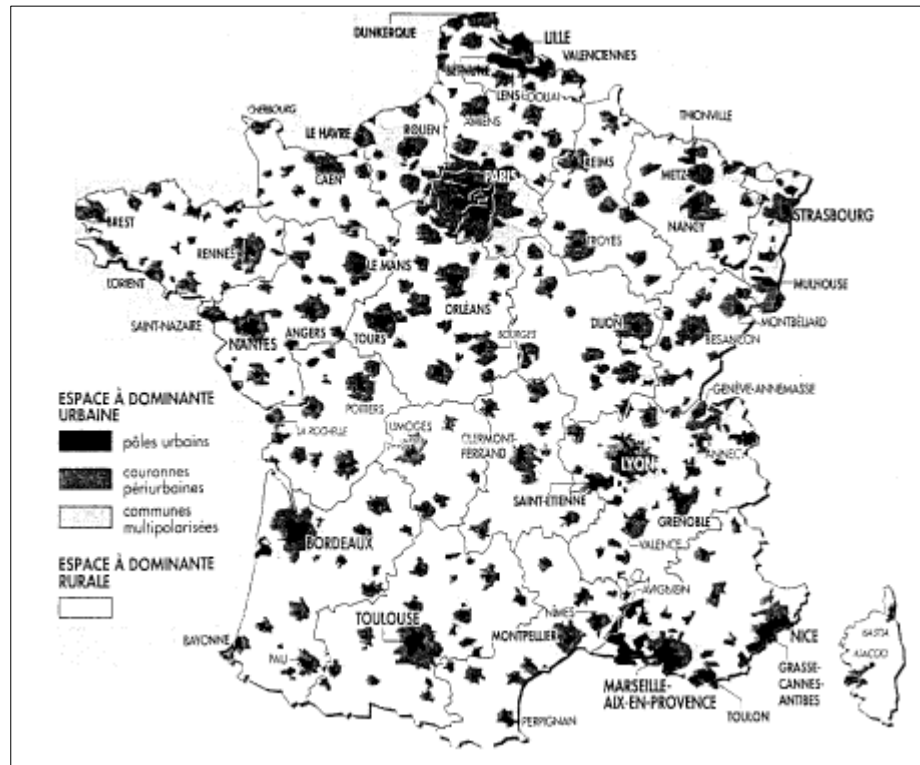 DUNKERQUE
LILLE
VALENCIENNES
BÉTHUNE
LENS
DOUAI
CHERBOURG
AMIENS
THIONVILLE
LE HAVRE
ROUEN
CAEN
REIMS
PARIS
METZ
NANCY
STRASBOURG
BREST
RENNES
TROYES
LE MANS
LORIENT
ORLÉANS
MULHOUSE
SAINT-NAZAIRE
ANGERS
TOURS
BOURGES
DIJON
MONTBÉLIARD
NANTES
BESANÇON
GENÈVE-ANNEMASSE
ESPACE À DOMINANTE
URBAINE
POITIERS
LA ROCHELLE
LIMOGES
CLERMONT-
FERRAND
LYON
ANNEC
pôles urbains
couronnes
périurbaines
SAINT-ÉTIENNE
communes
multipolarisées
GRENOBLE
BORDEAUX
VALENCE
ESPACE À DOMINANTE
RURALE
AVIGNON
NÎMES
TOULOUSE
MONTPELLIER
NICE
BASTIA
BAYONNE
PAU
AJACCIO
MARSEILLE-
AIX-EN-PROVENCE
GRASSE-
CANNES-
ANTIBES
TOULON
PERPIGNAN